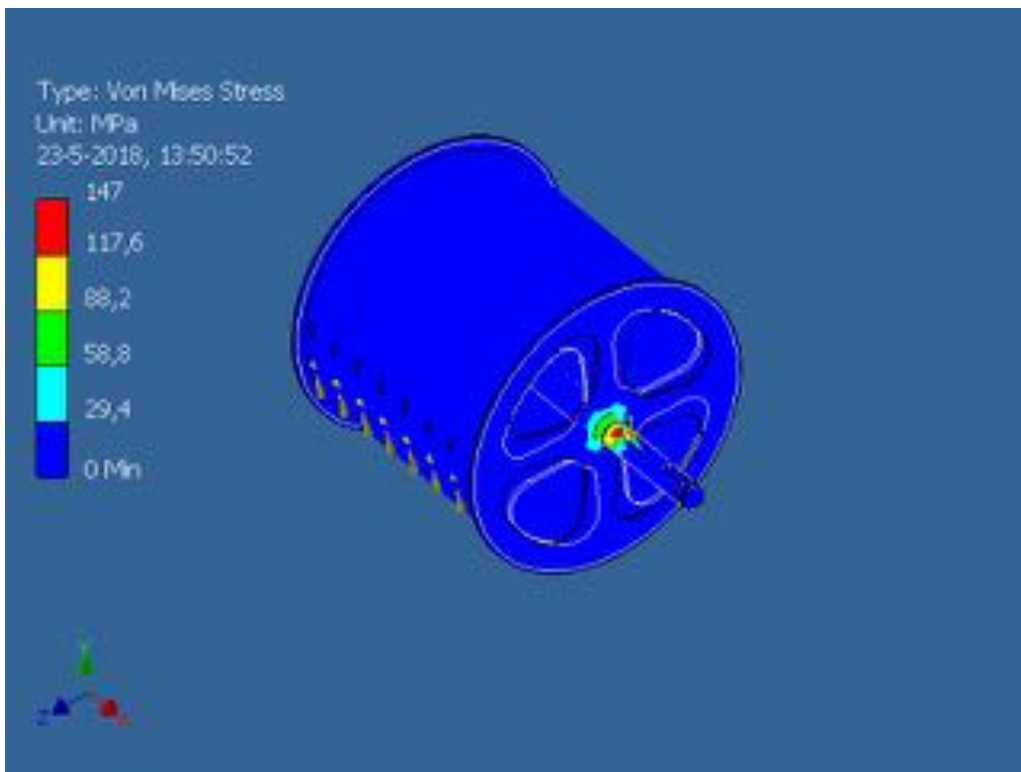 Type: Von Mises Stress
Unit: MPa
23-5-2018, 13:50:52
147
117,6
88,2
58,8
29,4
0 Min
Y
Z
X